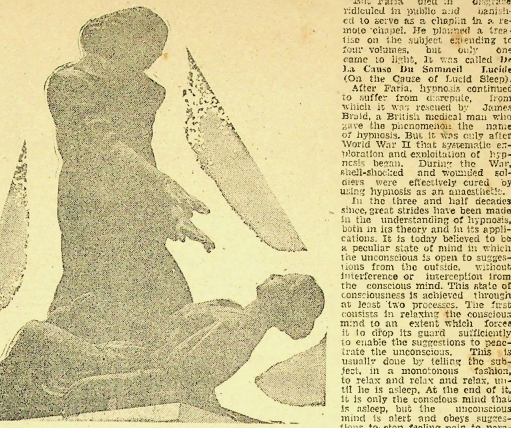 But Faria died in disgrace
ridiculed in public and banish-
ed to serve as a chaplin in a re-
mote chapel. He planned a trea-
tise on the subject extending to
four volumes, but only one
came to light. It was called De
La Cause Du Sommeil Lucide
(On the Cause of Lucid Sleep).
After Faria, hypnosis continued
to suffer from disrepute, from
which it was rescued by James
Braid, a British medical man who
gave the phenomenon the name
of hypnosis. But it was only after
World War II that systematic ex-
ploration and exploitation of hyp-
nosis began. During the War,
shell-shocked and wounded sol-
diers were effectively cured by
using hypnosis as an anaesthetic.
In the three and half decades
since, great strides have been made
in the understanding of hypnosis,
both in its theory and in its appli-
cations. It is today believed to be
a peculiar state of mind in which
the unconscious is open to sugges-
tions from the outside, without
interference or interception from
the conscious mind. This state of
consciousness is achieved through
at least two processes. The first
consists in relaxing the conscious
mind to an extent which forces
it to drop its guard sufficiently
to enable the suggestions to pene-
trate the unconscious. This is
usually done by telling the sub-
ject, in a monotonous fashion,
to relax and relax and relax, un-
til he is asleep. At the end of it,
it is only the conscious mind that
is asleep, but the unconscious
mind is alert and obeys sugges-
tions to stop feeling pain to